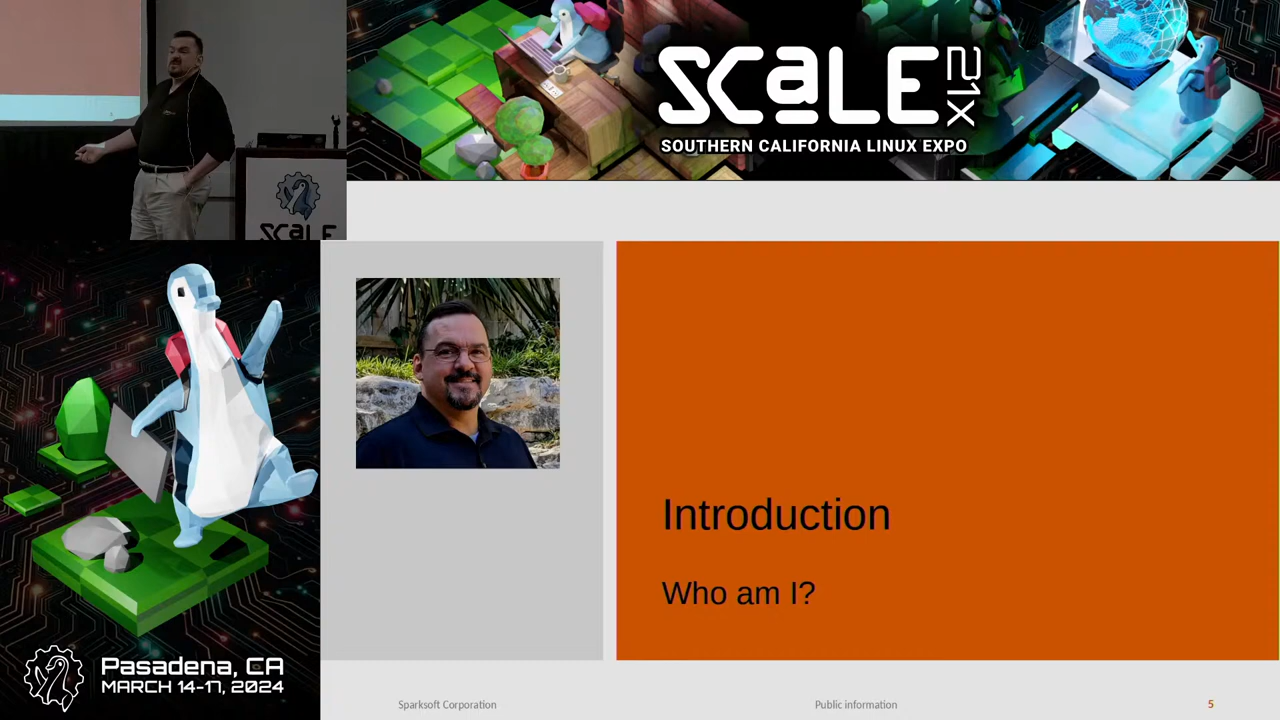 SCaLE 21X
SOUTHERN CALIFORNIA LINUX EXPO
SCaLE
Introduction
Who am I?
Pasadena, CA
MARCH 14-17, 2024
Sparksoft Corporation
Public information
5